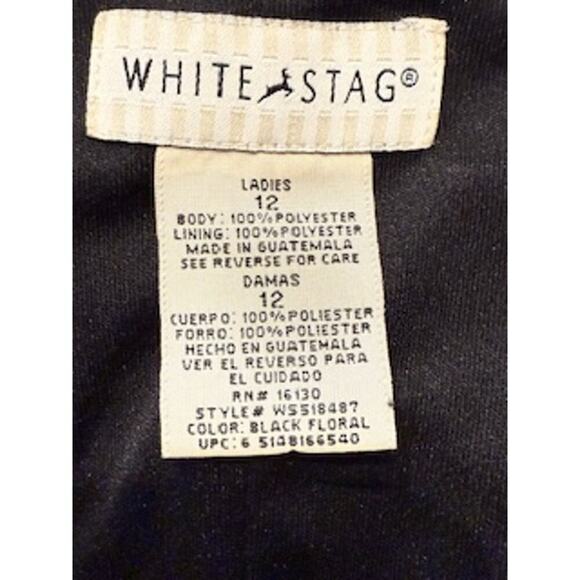 WHITE STAG®
LADIES
12
BODY: 100% POLYESTER
LINING: 100% POLYESTER
MADE IN GUATEMALA
SEE REVERSE FOR CARE
DAMAS
12
CUERPO: 100% POLIESTER
FORRO: 100% POLIESTER
HECHO EN GUATEMALA
VER EL REVERSO PARA
EL CUIDADO
RN# 16130
STYLE# WS518487
COLOR: BLACK FLORAL
UPC: 6 5148166540